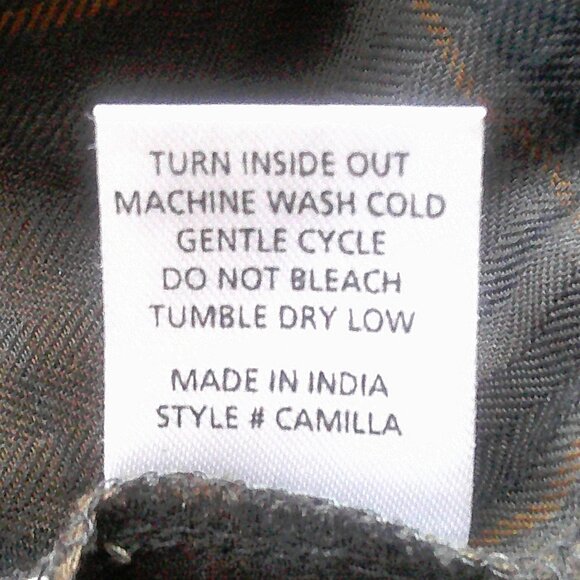 TURN INSIDE OUT
MACHINE WASH COLD
GENTLE CYCLE
DO NOT BLEACH
TUMBLE DRY LOW
MADE IN INDIA
STYLE # CAMILLA